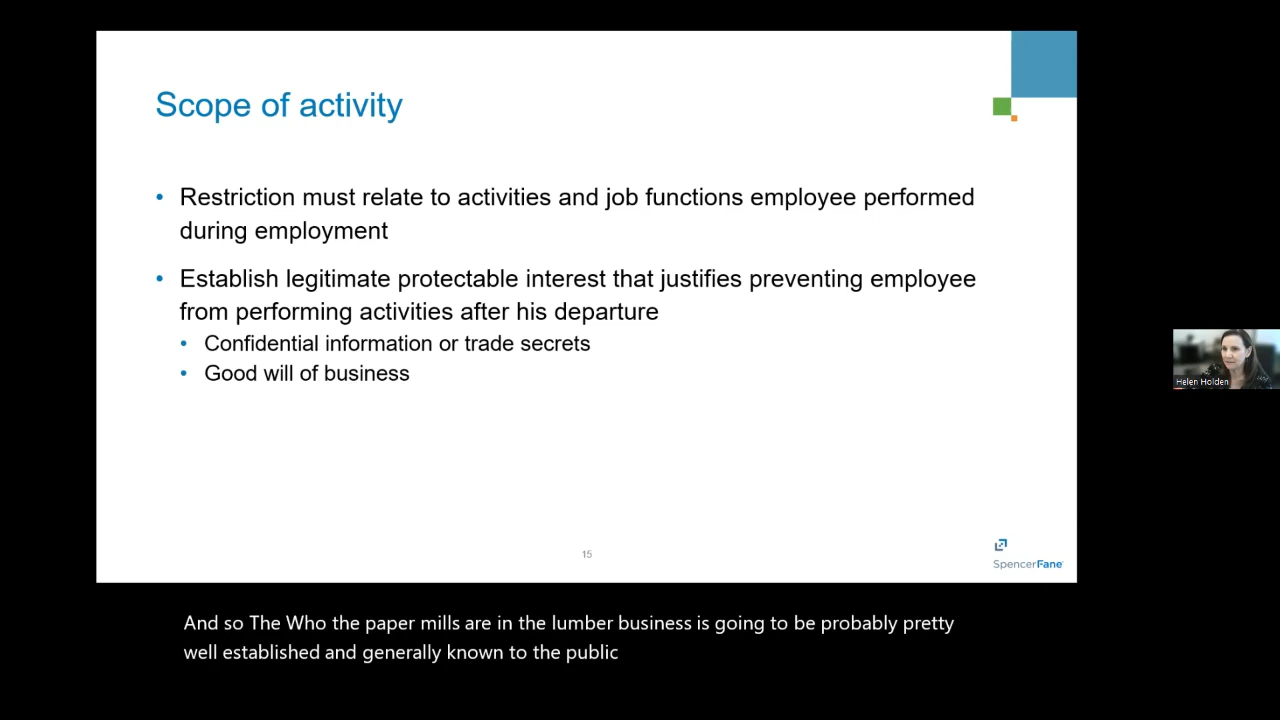 Scope of activity
• Restriction must relate to activities and job functions employee performed
during employment
• Establish legitimate protectable interest that justifies preventing employee
from performing activities after his departure
• Confidential information or trade secrets
• Good will of business
Helen Holden
15
SpencerFane
And so The Who the paper mills are in the lumber business is going to be probably pretty
well established and generally known to the public